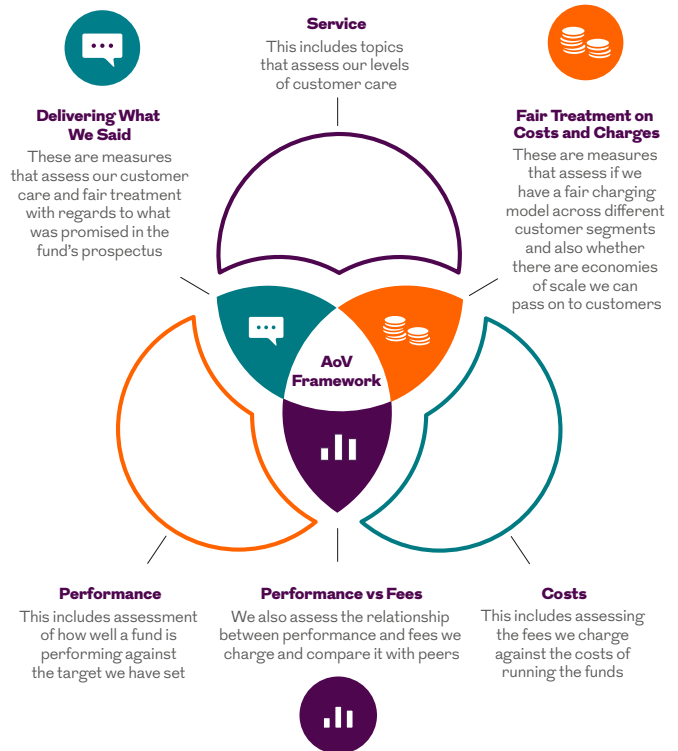 Service
This includes topics
that assess our levels
of customer care
Delivering What
We Said
These are measures
that assess our customer
care and fair treatment
with regards to what
was promised in the
fund's prospectus
Fair Treatment on
Costs and Charges
These are measures
that assess if we
have a fair charging
model across different
customer segments
and also whether
there are economies
of scale we can
pass on to customers
AoV
Framework
Performance
This includes assessment
of how well a fund is
performing against
the target we have set
Performance vs Fees
We also assess the relationship
between performance and fees we
charge and compare it with peers
Costs
This includes assessing
the fees we charge
against the costs of
running the funds